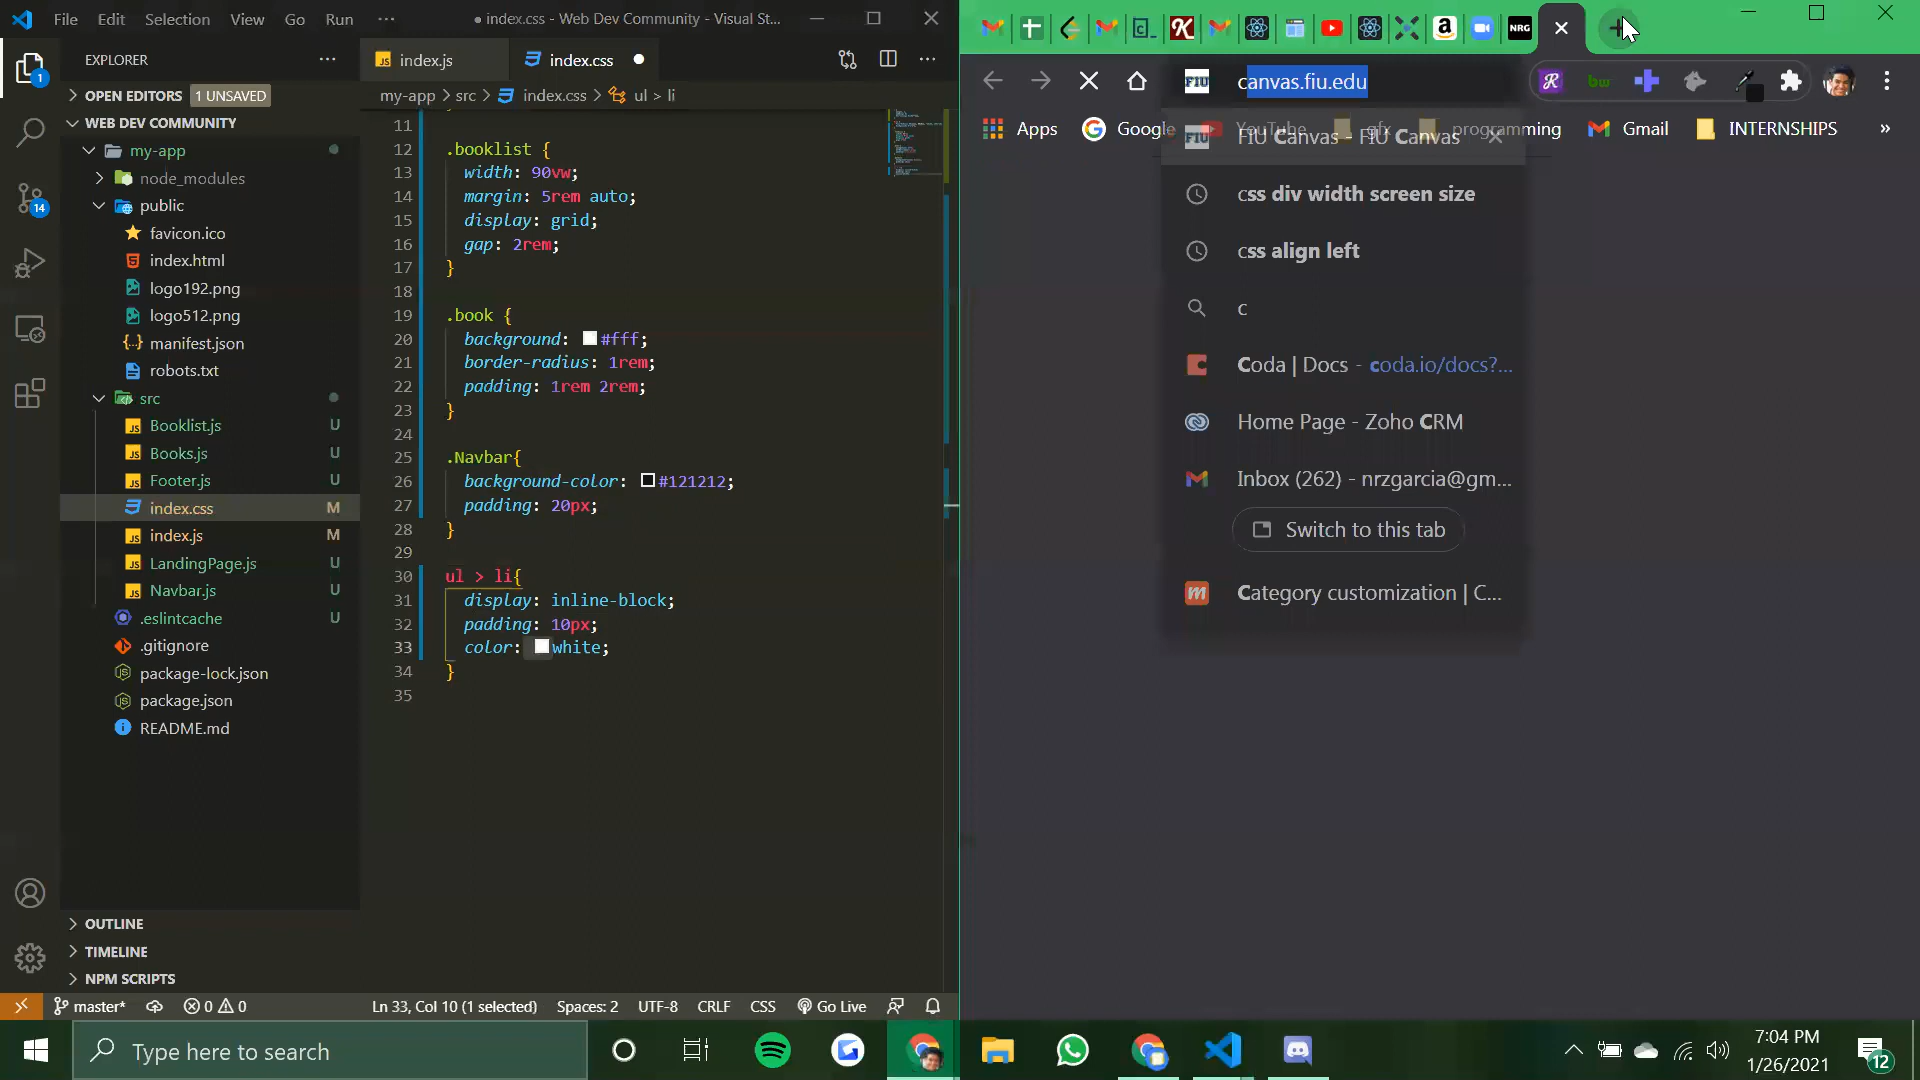 File Edit Selection View Go Run ···
● index.css - Web Dev Community - Visual St...
EXPLORER
OPEN EDITORS 1 UNSAVED
WEB DEV COMMUNITY
my-app
node_modules
public
favicon.ico
index.html
logo192.png
logo512.png
manifest.json
robots.txt
src
Booklist.js U
Books.js U
Footer.js U
index.css M
index.js M
LandingPage.js U
Navbar.js U
.eslintcache U
.gitignore
package-lock.json
package.json
README.md
OUTLINE
TIMELINE
NPM SCRIPTS
1
14
index.js
index.css
my-app > src > index.css > ul > li
11
12 .booklist {
13 width: 90vw;
14 margin: 5rem auto;
15 display: grid;
16 gap: 2rem;
17 }
18
19 .book {
20 background: #fff;
21 border-radius: 1rem;
22 padding: 1rem 2rem;
23 }
24
25 .Navbar{
26 background-color: #121212;
27 padding: 20px;
28 }
29
30 ul > li{
31 display: inline-block;
32 padding: 10px;
33 color: white;
34 }
35
master* 0 0 Ln 33, Col 10 (1 selected) Spaces: 2 UTF-8 CRLF CSS Go Live
NRG
FIU canvas.fiu.edu
bw
Apps Google YouTube gfx programming Gmail INTERNSHIPS »
FIU FIU Canvas - FIU Canvas
css div width screen size
css align left
c
Coda | Docs - coda.io/docs?...
Home Page - Zoho CRM
Inbox (262) - nrzgarcia@gm...
Switch to this tab
Category customization | C...
Type here to search
7:04 PM
1/26/2021
12